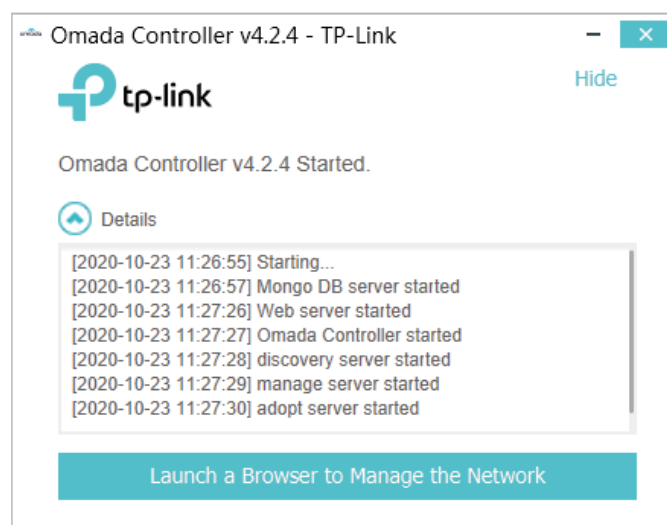 Omada Controller v4.2.4 - TP-Link
tp-link
Hide
Omada Controller v4.2.4 Started.
Details
[2020-10-23 11:26:55] Starting...
[2020-10-23 11:26:57] Mongo DB server started
[2020-10-23 11:27:26] Web server started
[2020-10-23 11:27:27] Omada Controller started
[2020-10-23 11:27:28] discovery server started
[2020-10-23 11:27:29] manage server started
[2020-10-23 11:27:30] adopt server started
Launch a Browser to Manage the Network